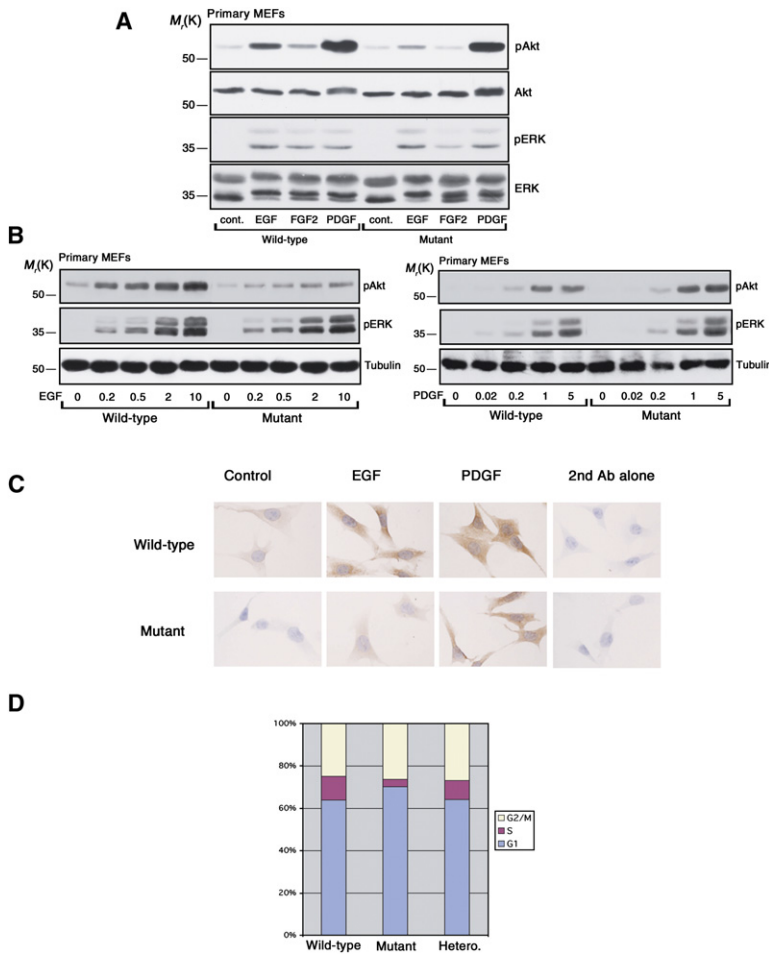 A
Mr(K)
Primary MEFs
50
pAkt
50
Akt
35
pERK
35
ERK
cont. EGF FGF2 PDGF cont. EGF FGF2 PDGF
Wild-type Mutant
B
Mr(K)
Primary MEFs
50
pAkt
35
pERK
50
Tubulin
EGF 0 0.2 0.5 2 10 0 0.2 0.5 2 10
Wild-type Mutant
Mr(K)
Primary MEFs
50
pAkt
35
pERK
50
Tubulin
PDGF 0 0.02 0.2 1 5 0 0.02 0.2 1 5
Wild-type Mutant
C
Control EGF PDGF 2nd Ab alone
Wild-type
Mutant
D
100%
80%
60%
40%
20%
0%
G2/M
S
G1
Wild-type Mutant Hetero.